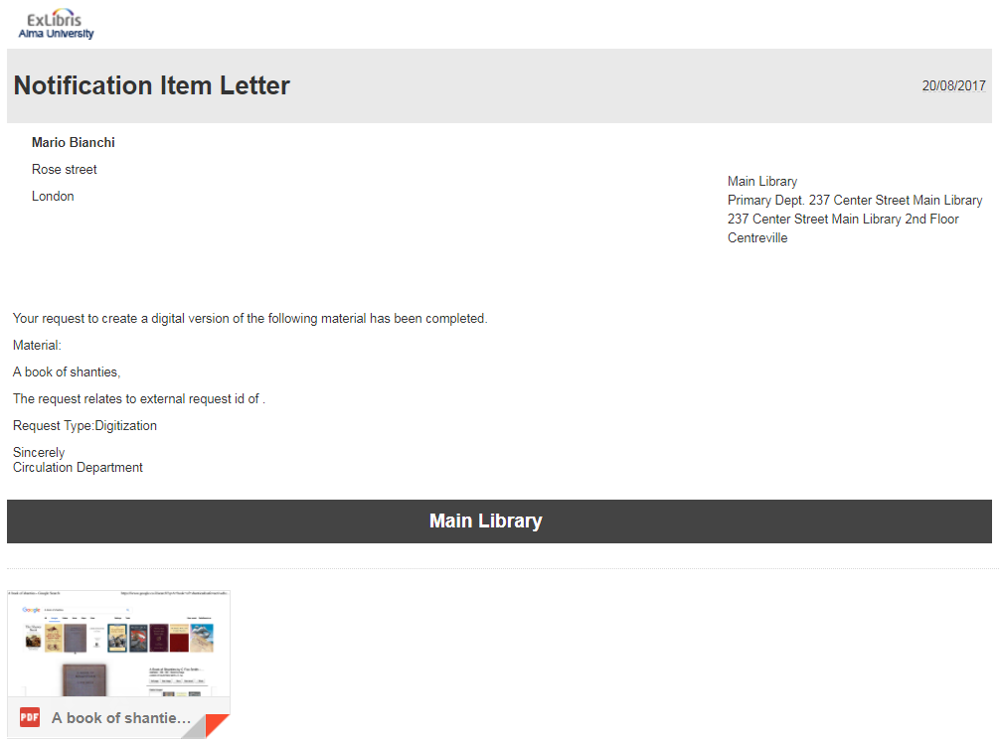 ExLibris
Alma University
Notification Item Letter
20/08/2017
Mario Bianchi
Rose street
London
Main Library
Primary Dept. 237 Center Street Main Library
237 Center Street Main Library 2nd Floor
Centreville
Your request to create a digital version of the following material has been completed.
Material:
A book of shanties,
The request relates to external request id of .
Request Type:Digitization
Sincerely
Circulation Department
Main Library
Google
PDF
A book of shantie...